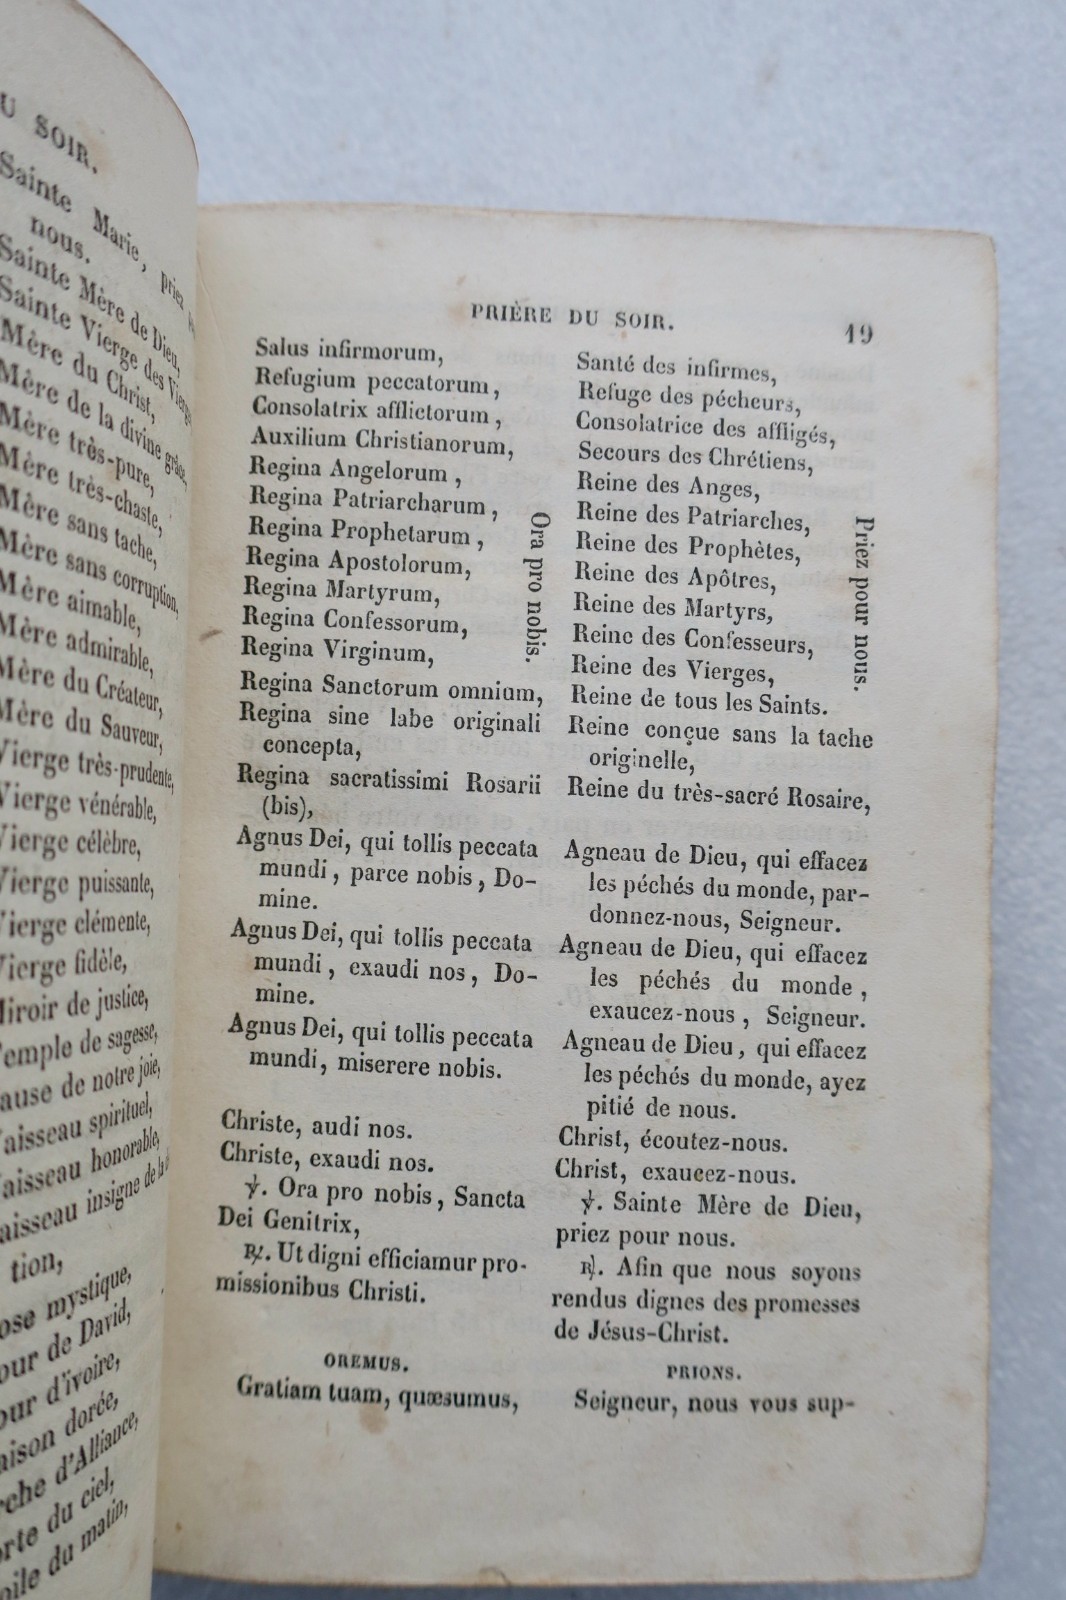 U SOIR.
Sainte Marie, priez
nous.
Sainte Mère de Dieu,
Sainte Vierge des
Mère du Christ,
Mère de la divine grâce,
Mère très-pure,
Mère très-chaste,
Mère sans tache,
Mère sans corruption,
Mère aimable,
Mère admirable,
Mère du Créateur,
Mère du Sauveur,
Vierge très-prudente,
Vierge vénérable,
Vierge célèbre,
Vierge puissante,
Vierge clémente,
Vierge fidèle,
Miroir de justice,
emple de sagesse,
ause de notre joie,
aisseau spirituel,
aisseau honorable,
aisseau insigne de la
tion,
ose mystique,
our de David,
our d'ivoire,
aison dorée,
rche d'Alliance,
orte du ciel,
oile du matin,
PRIÈRE DU SOIR. 19
Salus infirmorum,
Refugium peccatorum,
Consolatrix afflictorum,
Auxilium Christianorum,
Regina Angelorum,
Regina Patriarcharum,
Regina Prophetarum,
Regina Apostolorum,
Regina Martyrum,
Regina Confessorum,
Regina Virginum,
Regina Sanctorum omnium,
Ora pro nobis.
Regina sine labe originali
concepta,
Regina sacratissimi Rosarii
(bis),
Agnus Dei, qui tollis peccata
mundi, parce nobis, Do-
mine.
Agnus Dei, qui tollis peccata
mundi, exaudi nos, Do-
mine.
Agnus Dei, qui tollis peccata
mundi, miserere nobis.
Christe, audi nos.
Christe, exaudi nos.
℣. Ora pro nobis, Sancta
Dei Genitrix,
℟. Ut digni efficiamur pro-
missionibus Christi.
OREMUS.
Gratiam tuam, quæsumus,
Santé des infirmes,
Refuge des pécheurs,
Consolatrice des affligés,
Secours des Chrétiens,
Reine des Anges,
Reine des Patriarches,
Reine des Prophètes,
Reine des Apôtres,
Reine des Martyrs,
Reine des Confesseurs,
Reine des Vierges,
Reine de tous les Saints.
Priez pour nous.
Reine conçue sans la tache
originelle,
Reine du très-sacré Rosaire,
Agneau de Dieu, qui effacez
les péchés du monde, par-
donnez-nous, Seigneur.
Agneau de Dieu, qui effacez
les péchés du monde,
exaucez-nous, Seigneur.
Agneau de Dieu, qui effacez
les péchés du monde, ayez
pitié de nous.
Christ, écoutez-nous.
Christ, exaucez-nous.
℣. Sainte Mère de Dieu,
priez pour nous.
℟. Afin que nous soyons
rendus dignes des promesses
de Jésus-Christ.
PRIONS.
Seigneur, nous vous sup-